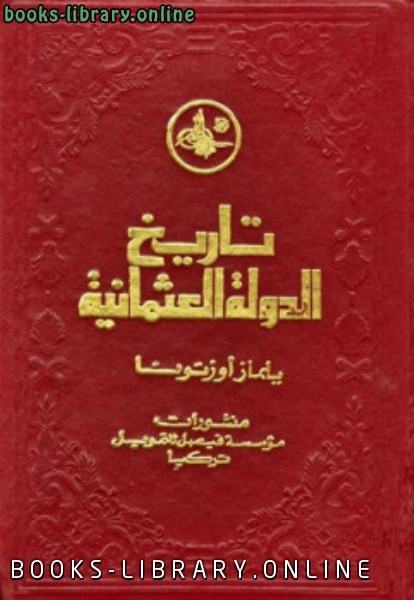 books-library.online
تاريخ
الدولة العثمانية
يلماز أوزتونا
منشورات
مؤسسة فيصل للتمويل
تركيا
BOOKS-LIBRARY.ONLINE